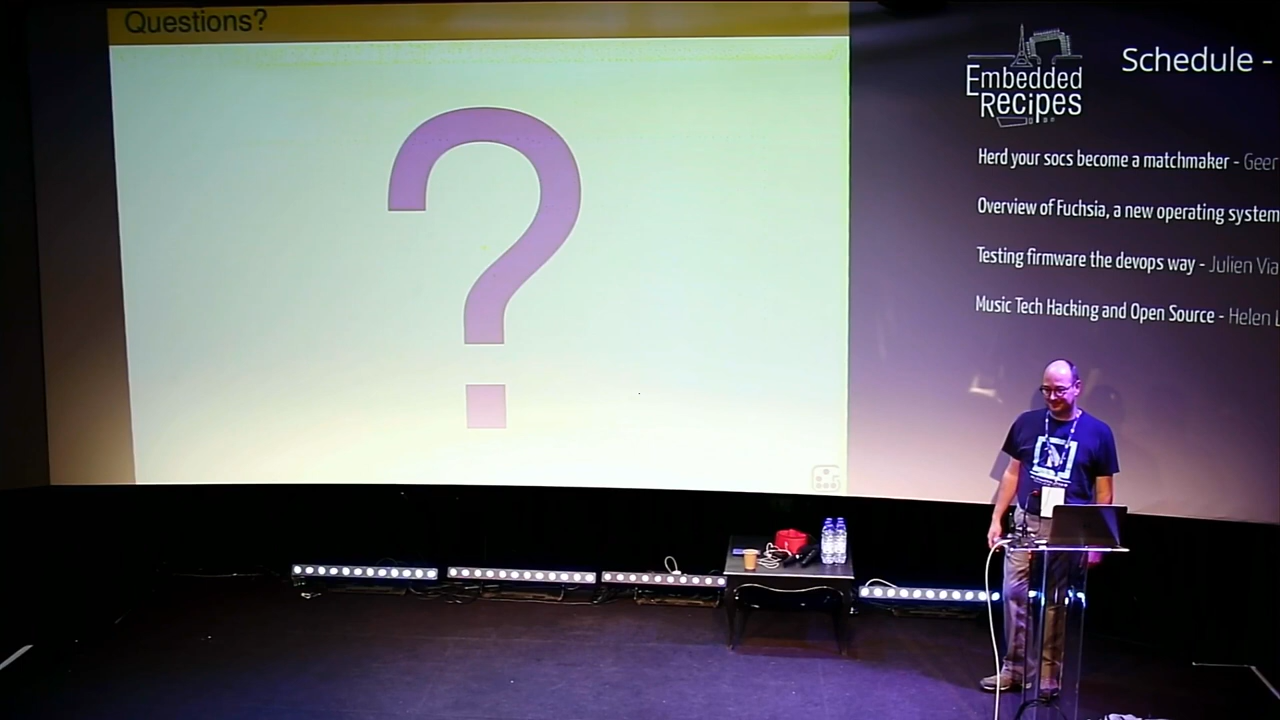 Questions?
?
Embedded
Recipes
Schedule -
Herd your socs become a matchmaker - Geer
Overview of Fuchsia, a new operating system
Testing firmware the devops way - Julien Via
Music Tech Hacking and Open Source - Helen L